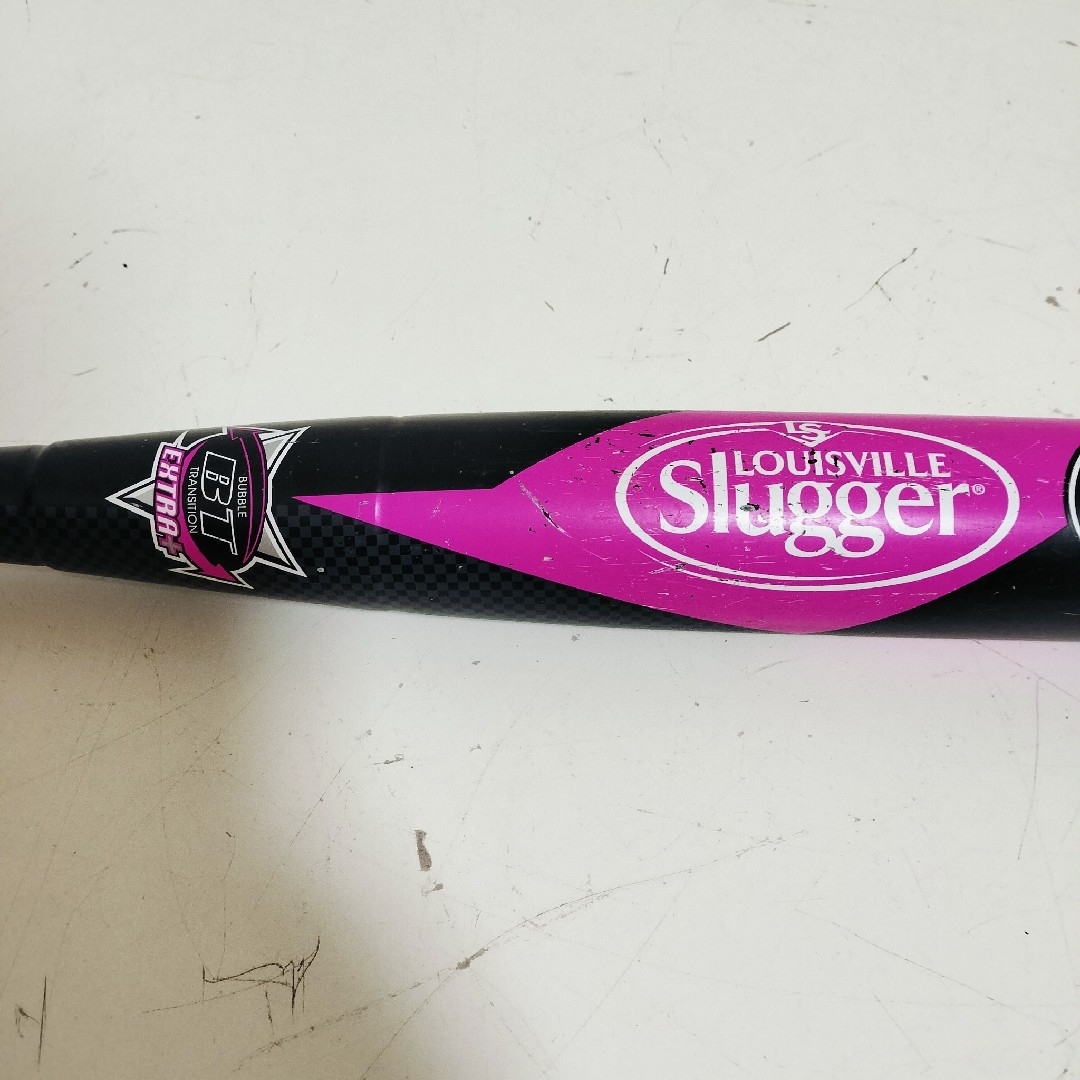 EXTRA+
BT
BUBBLE
TRANSITION
LS
LOUISVILLE
Slugger®